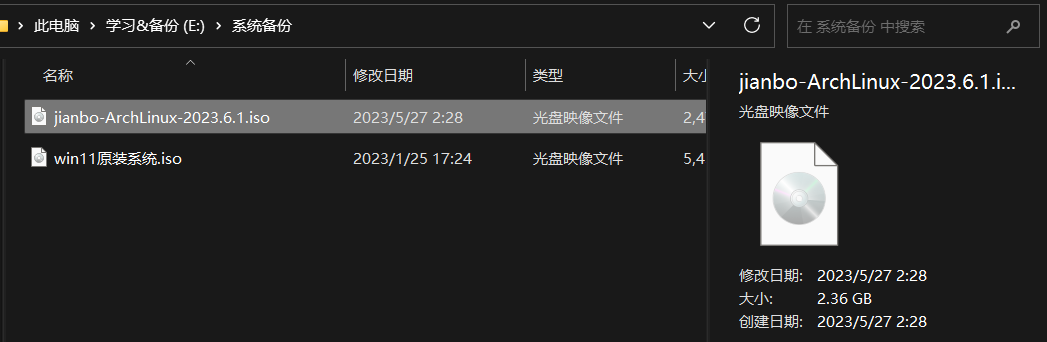 此电脑 › 学习&备份 (E:) › 系统备份
在 系统备份 中搜索
名称 修改日期 类型
jianbo-ArchLinux-2023.6.1.iso 2023/5/27 2:28 光盘映像文件 2,4
win11原装系统.iso 2023/1/25 17:24 光盘映像文件 5,4
jianbo-ArchLinux-2023.6.1.i...
光盘映像文件
修改日期: 2023/5/27 2:28
大小: 2.36 GB
创建日期: 2023/5/27 2:28